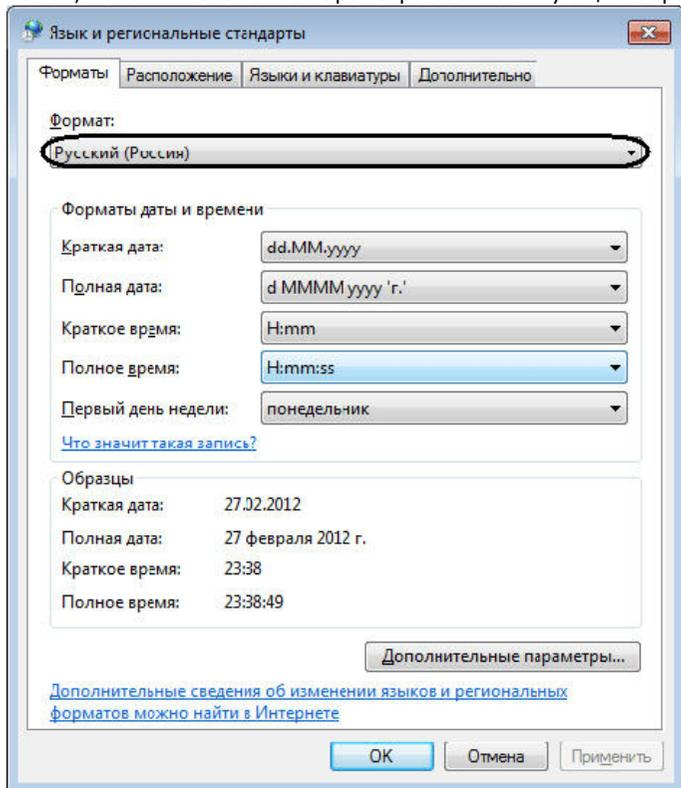 Язык и региональные стандарты
Форматы Расположение Языки и клавиатуры Дополнительно
Формат:
Русский (Россия)
Форматы даты и времени
Краткая дата: dd.MM.yyyy
Полная дата: d MMMM yyyy 'г.'
Краткое время: H:mm
Полное время: H:mm:ss
Первый день недели: понедельник
Что значит такая запись?
Образцы
Краткая дата: 27.02.2012
Полная дата: 27 февраля 2012 г.
Краткое время: 23:38
Полное время: 23:38:49
Дополнительные параметры...
Дополнительные сведения об изменении языков и региональных
форматов можно найти в Интернете
ОК Отмена Применить